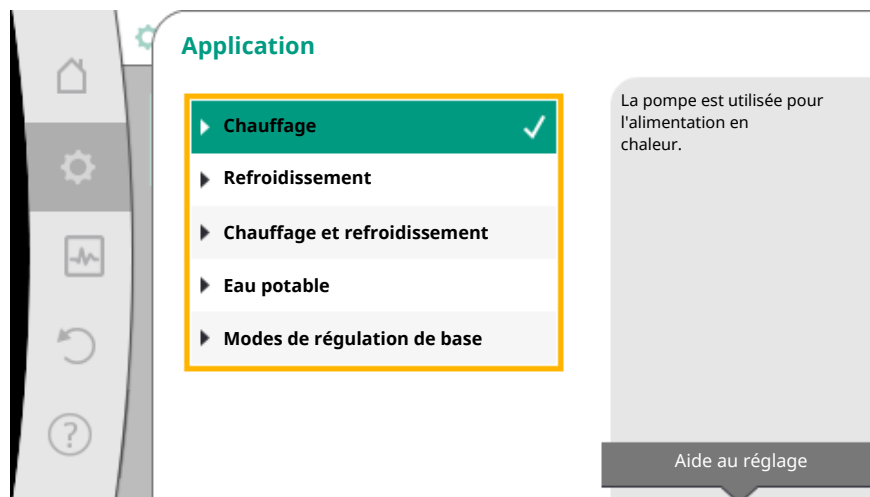 Application
Chauffage
Refroidissement
Chauffage et refroidissement
Eau potable
Modes de régulation de base
La pompe est utilisée pour
l'alimentation en
chaleur.
Aide au réglage
?